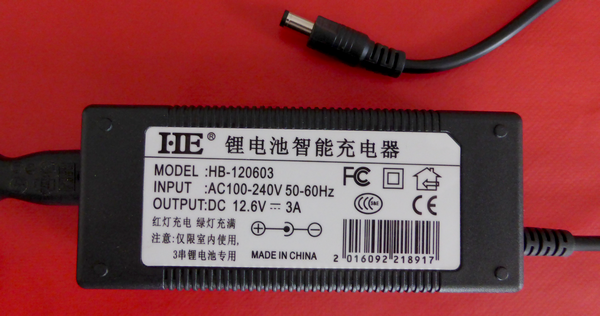 HE® 锂电池智能充电器
MODEL :HB-120603
INPUT :AC100-240V 50-60Hz
OUTPUT:DC 12.6V⎓3A
红灯充电 绿灯充满
注意:仅限室内使用,
3串锂电池专用
MADE IN CHINA
FC
CCC
CE
2 016092 218917